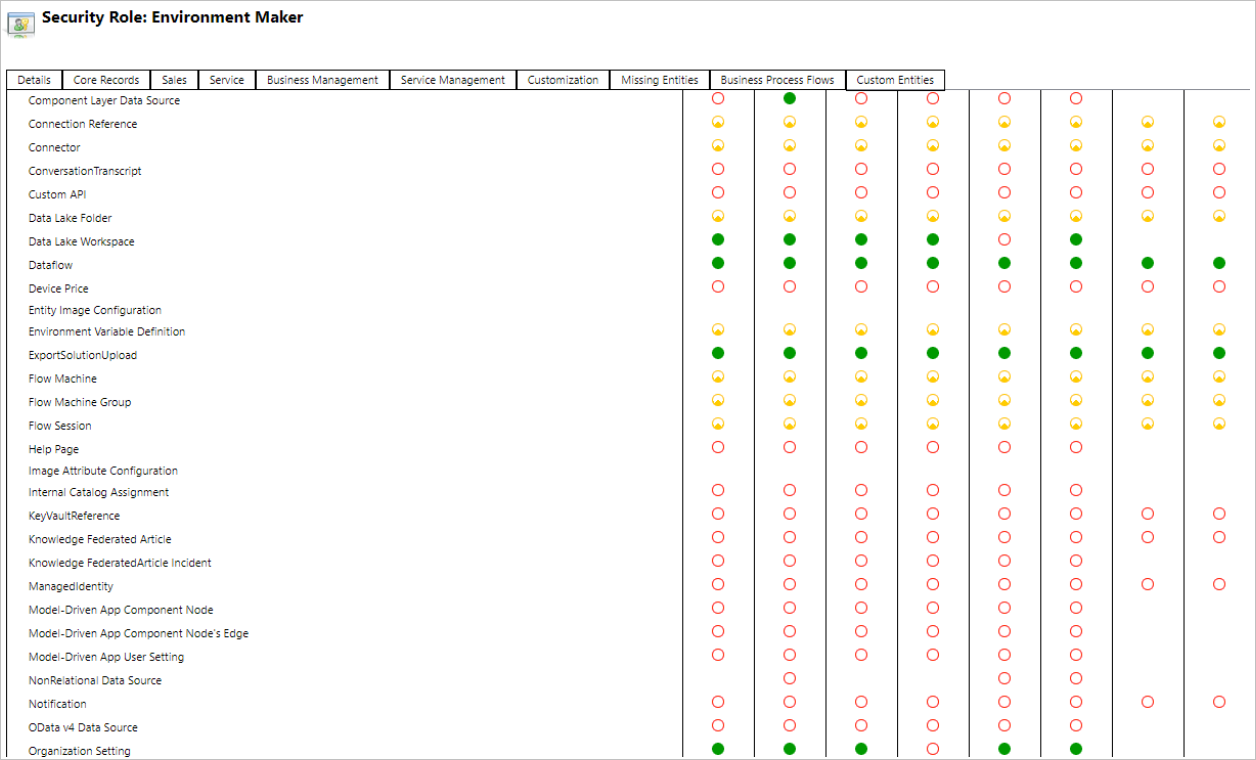 Security Role: Environment Maker
Details Core Records Sales Service Business Management Service Management Customization Missing Entities Business Process Flows Custom Entities
Component Layer Data Source
Connection Reference
Connector
ConversationTranscript
Custom API
Data Lake Folder
Data Lake Workspace
Dataflow
Device Price
Entity Image Configuration
Environment Variable Definition
ExportSolutionUpload
Flow Machine
Flow Machine Group
Flow Session
Help Page
Image Attribute Configuration
Internal Catalog Assignment
KeyVaultReference
Knowledge Federated Article
Knowledge FederatedArticle Incident
ManagedIdentity
Model-Driven App Component Node
Model-Driven App Component Node's Edge
Model-Driven App User Setting
NonRelational Data Source
Notification
OData v4 Data Source
Organization Setting